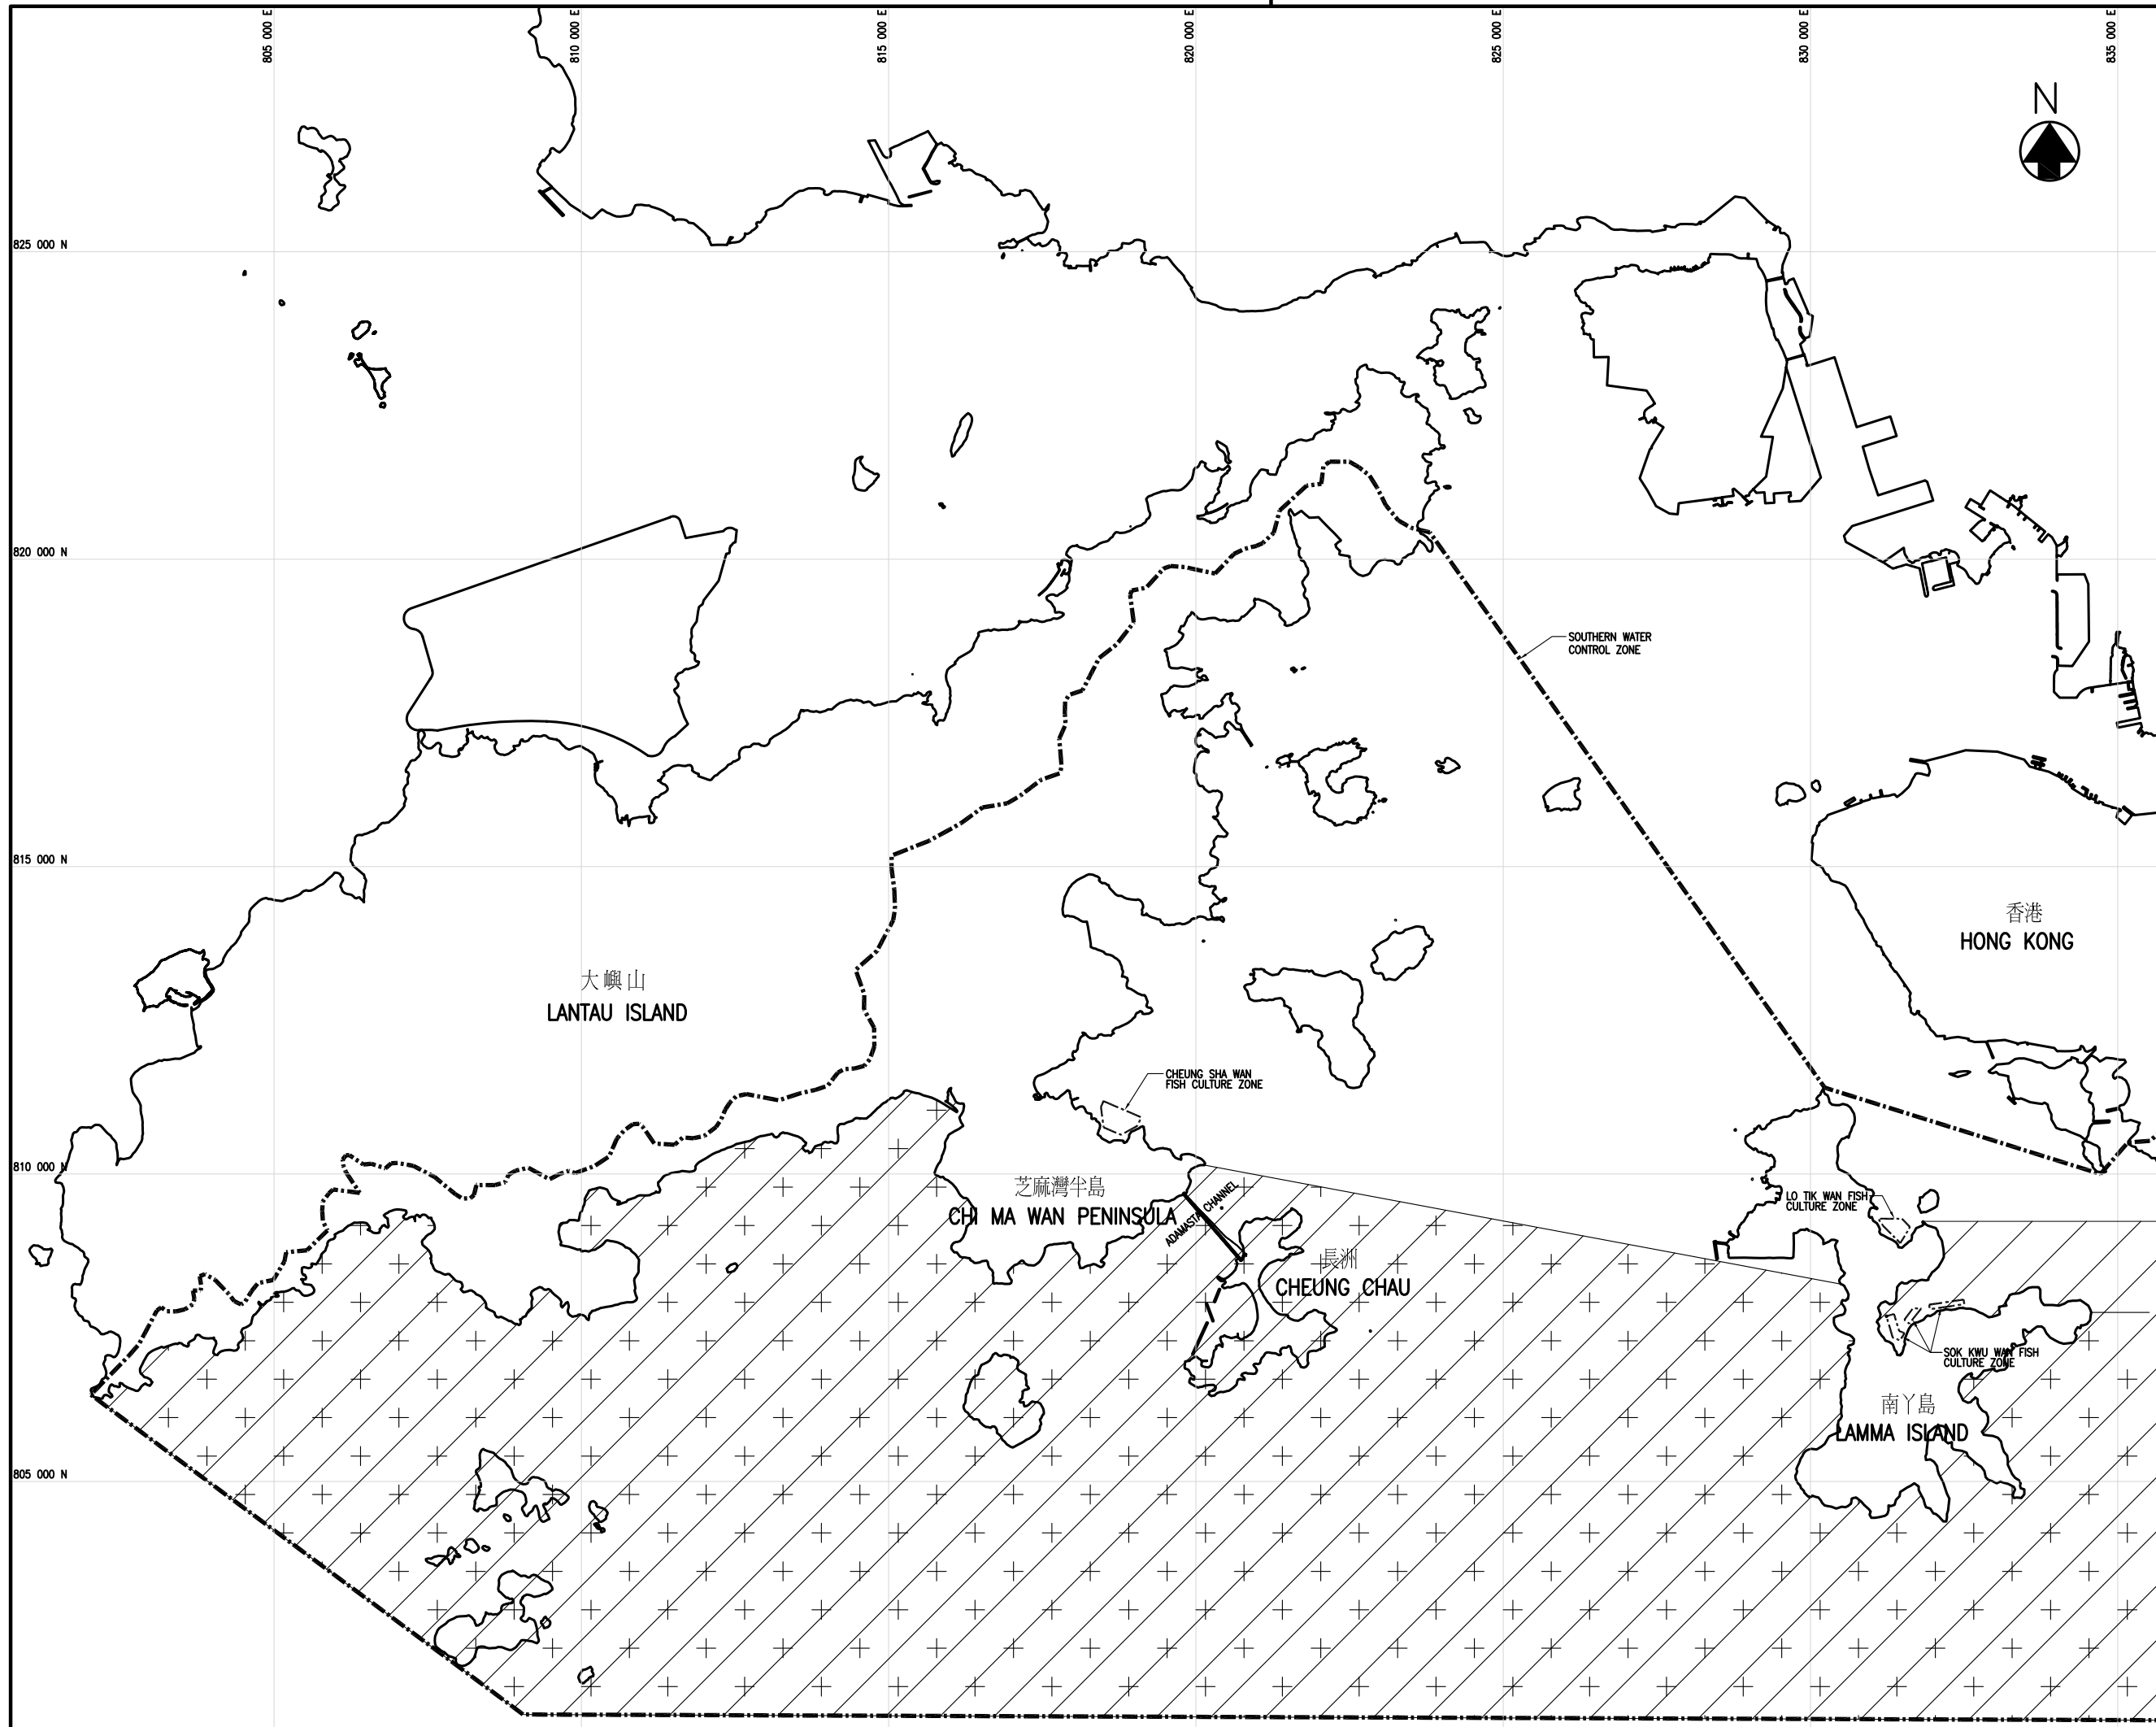 805 000 E
810 000 E
815 000 E
820 000 E
825 000 E
830 000 E
835 000 E
N
825 000 N
820 000 N
SOUTHERN WATER
CONTROL ZONE
815 000 N
香港
HONG KONG
大嶼山
LANTAU ISLAND
CHEUNG SHA WAN
FISH CULTURE ZONE
810 000 N
芝麻灣半島
CHI MA WAN PENINSULA
ADAMASTA CHANNEL
LO TIK WAN FISH
CULTURE ZONE
長洲
CHEUNG CHAU
SOK KWU WAN FISH
CULTURE ZONE
南丫島
LAMMA ISLAND
805 000 N